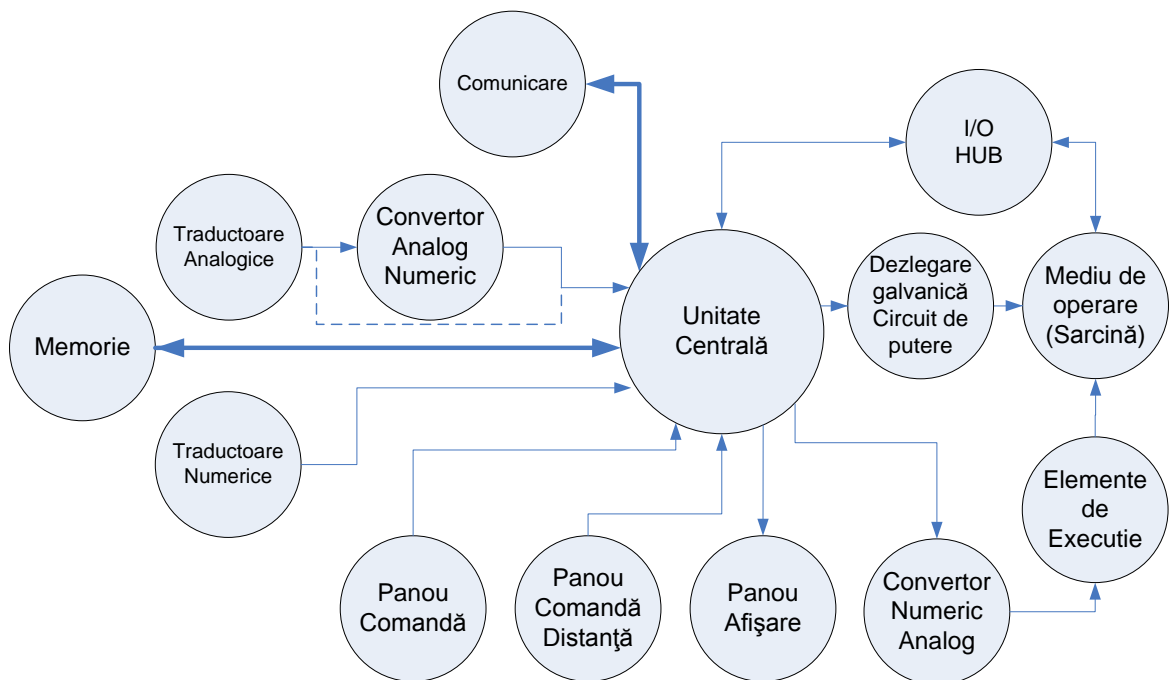 Comunicare
I/O
HUB
Traductoare
Analogice
Convertor
Analog
Numeric
Memorie
Unitate
Centrală
Dezlegare
galvanică
Circuit de
putere
Mediu de
operare
(Sarcină)
Traductoare
Numerice
Elemente
de
Executie
Panou
Comandă
Panou
Comandă
Distanţă
Panou
Afişare
Convertor
Numeric
Analog